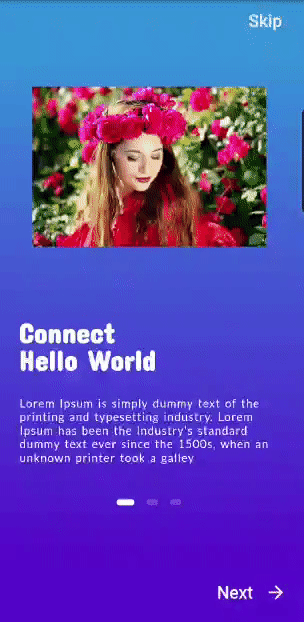 Skip
Connect
Hello World
Lorem Ipsum is simply dummy text of the
printing and typesetting industry. Lorem
Ipsum has been the industry's standard
dummy text ever since the 1500s, when an
unknown printer took a galley
Next